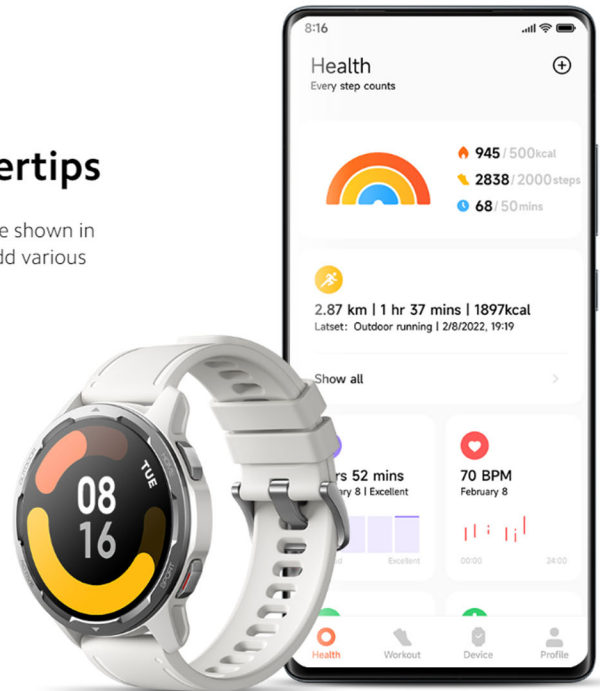 ertips
e shown in
dd various
8:16
Health
Every step counts
945/500kcal
2838/2000steps
68/50mins
2.87 km | 1 hr 37 mins | 1897kcal
Latset: Outdoor running | 2/8/2022, 19:19
Show all
rs 52 mins
ary 8 | Excellent
Excellent
70 BPM
February 8
00:00 24:00
TUE
08
16
SPORT
Health Workout Device Profile